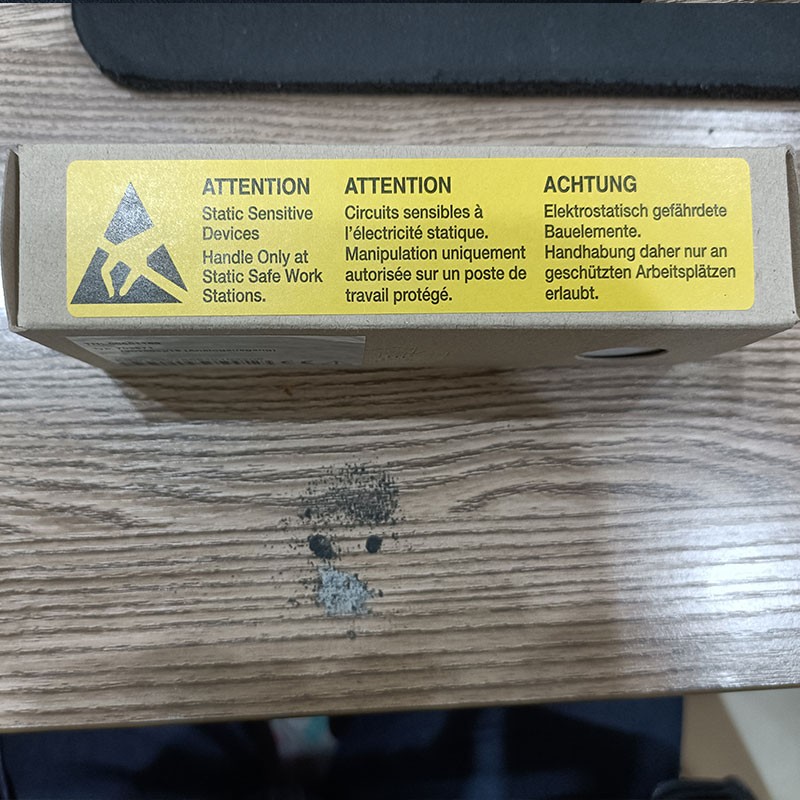 ATTENTION
Static Sensitive
Devices
Handle Only at
Static Safe Work
Stations.
ATTENTION
Circuits sensibles à
l'électricité statique.
Manipulation uniquement
autorisée sur un poste de
travail protégé.
ACHTUNG
Elektrostatisch gefährdete
Bauelemente.
Handhabung daher nur an
geschützten Arbeitsplätzen
erlaubt.